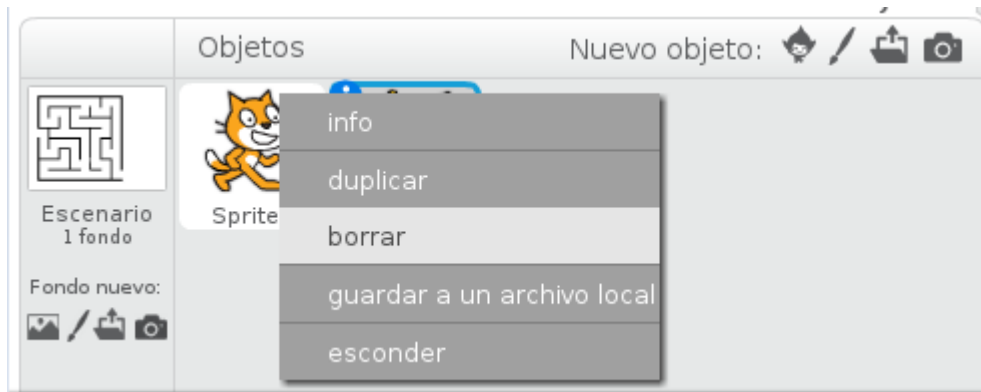 Objetos
Nuevo objeto:
Escenario
1 fondo
Fondo nuevo:
Sprite
info
duplicar
borrar
guardar a un archivo local
esconder